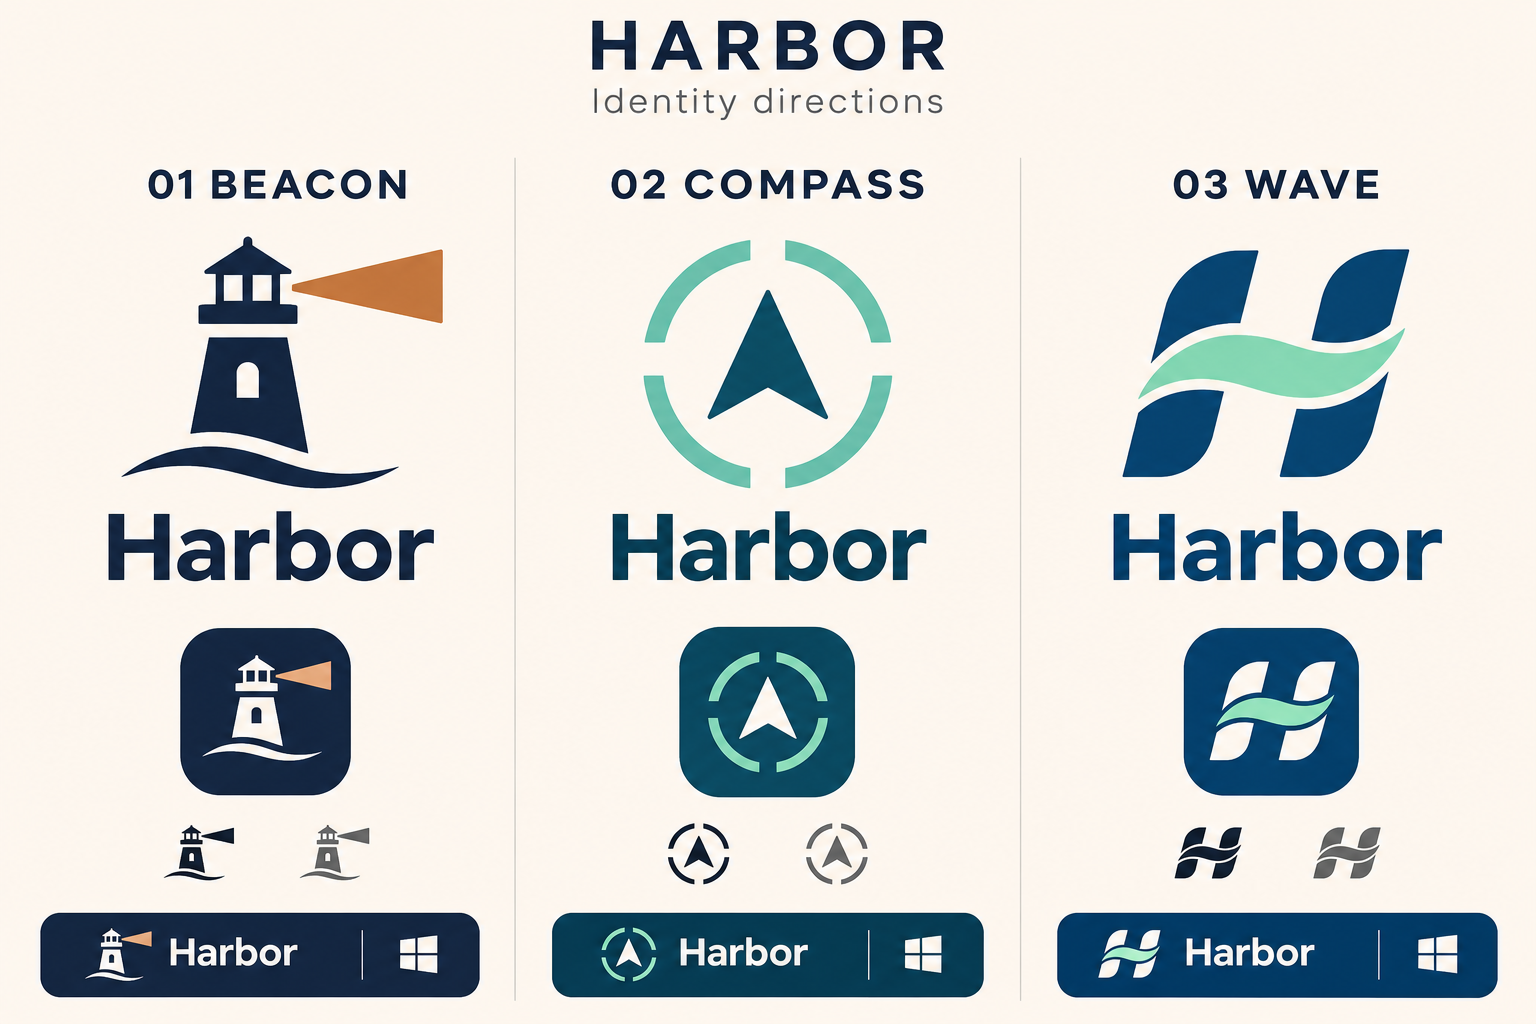 HARBOR
Identity directions
01 BEACON
Harbor
Harbor
02 COMPASS
Harbor
Harbor
03 WAVE
Harbor
Harbor